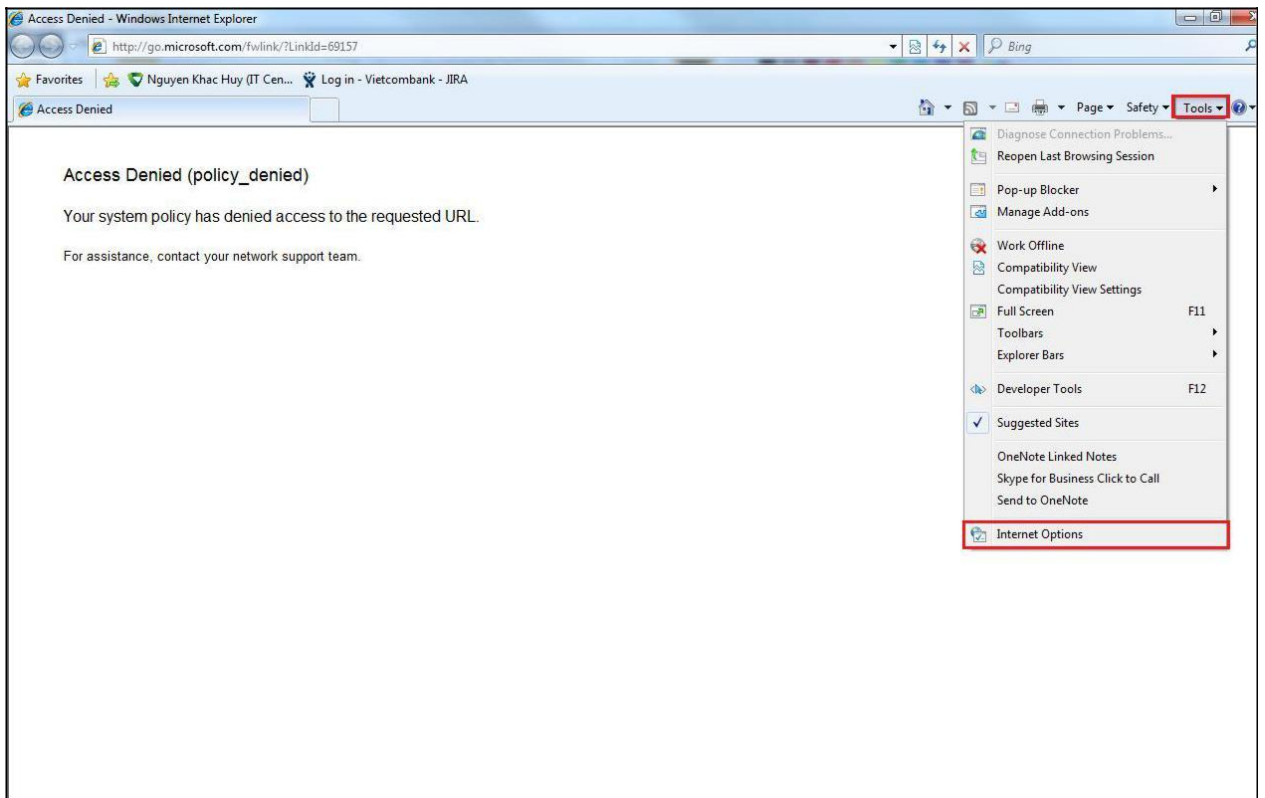 Access Denied - Windows Internet Explorer
http://go.microsoft.com/fwlink/?LinkId=69157
Bing
Favorites
Nguyen Khac Huy (IT Cen...
Log in - Vietcombank - JIRA
Access Denied
Page
Safety
Tools
Access Denied (policy_denied)
Your system policy has denied access to the requested URL.
For assistance, contact your network support team.
Diagnose Connection Problems...
Reopen Last Browsing Session
Pop-up Blocker
Manage Add-ons
Work Offline
Compatibility View
Compatibility View Settings
Full Screen F11
Toolbars
Explorer Bars
Developer Tools F12
Suggested Sites
OneNote Linked Notes
Skype for Business Click to Call
Send to OneNote
Internet Options